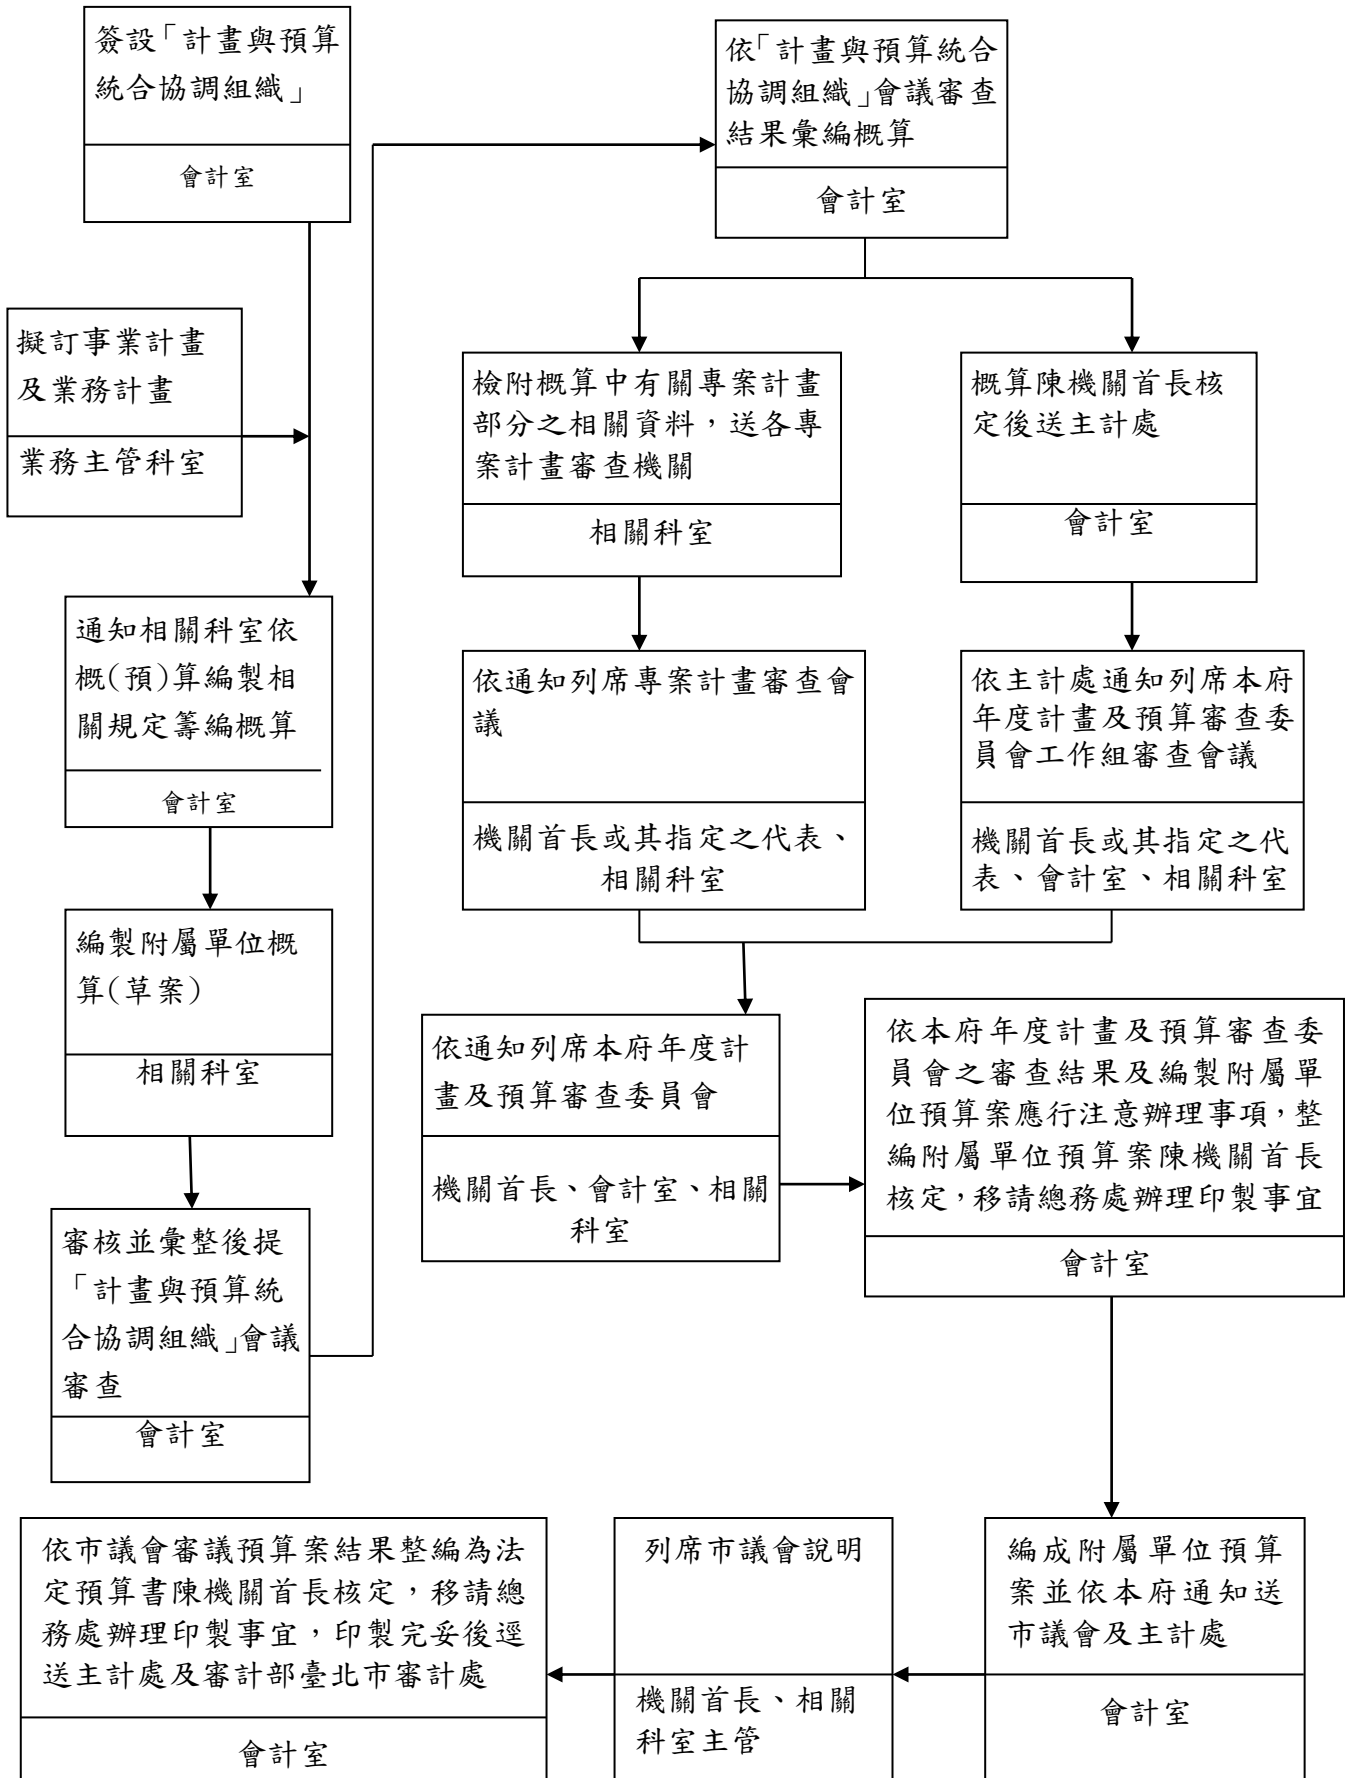 簽設「計畫與預算
統合協調組織」
會計室
擬訂事業計畫
及業務計畫
業務主管科室
通知相關科室依
概(預)算編製相
關規定籌編概算
會計室
編製附屬單位概
算(草案)
相關科室
審核並彙整後提
「計畫與預算統
合協調組織」會議
審查
會計室
依「計畫與預算統合
協調組織」會議審查
結果彙編概算
會計室
檢附概算中有關專案計畫
部分之相關資料，送各專
案計畫審查機關
相關科室
概算陳機關首長核
定後送主計處
會計室
依通知列席專案計畫審查會
議
機關首長或其指定之代表、
相關科室
依主計處通知列席本府
年度計畫及預算審查委
員會工作組審查會議
機關首長或其指定之代
表、會計室、相關科室
依通知列席本府年度計
畫及預算審查委員會
機關首長、會計室、相關
科室
依本府年度計畫及預算審查委
員會之審查結果及編製附屬單
位預算案應行注意辦理事項，整
編附屬單位預算案陳機關首長
核定，移請總務處辦理印製事宜
會計室
編成附屬單位預算
案並依本府通知送
市議會及主計處
會計室
列席市議會說明
機關首長、相關
科室主管
依市議會審議預算案結果整編為法
定預算書陳機關首長核定，移請總
務處辦理印製事宜，印製完妥後逕
送主計處及審計部臺北市審計處
會計室